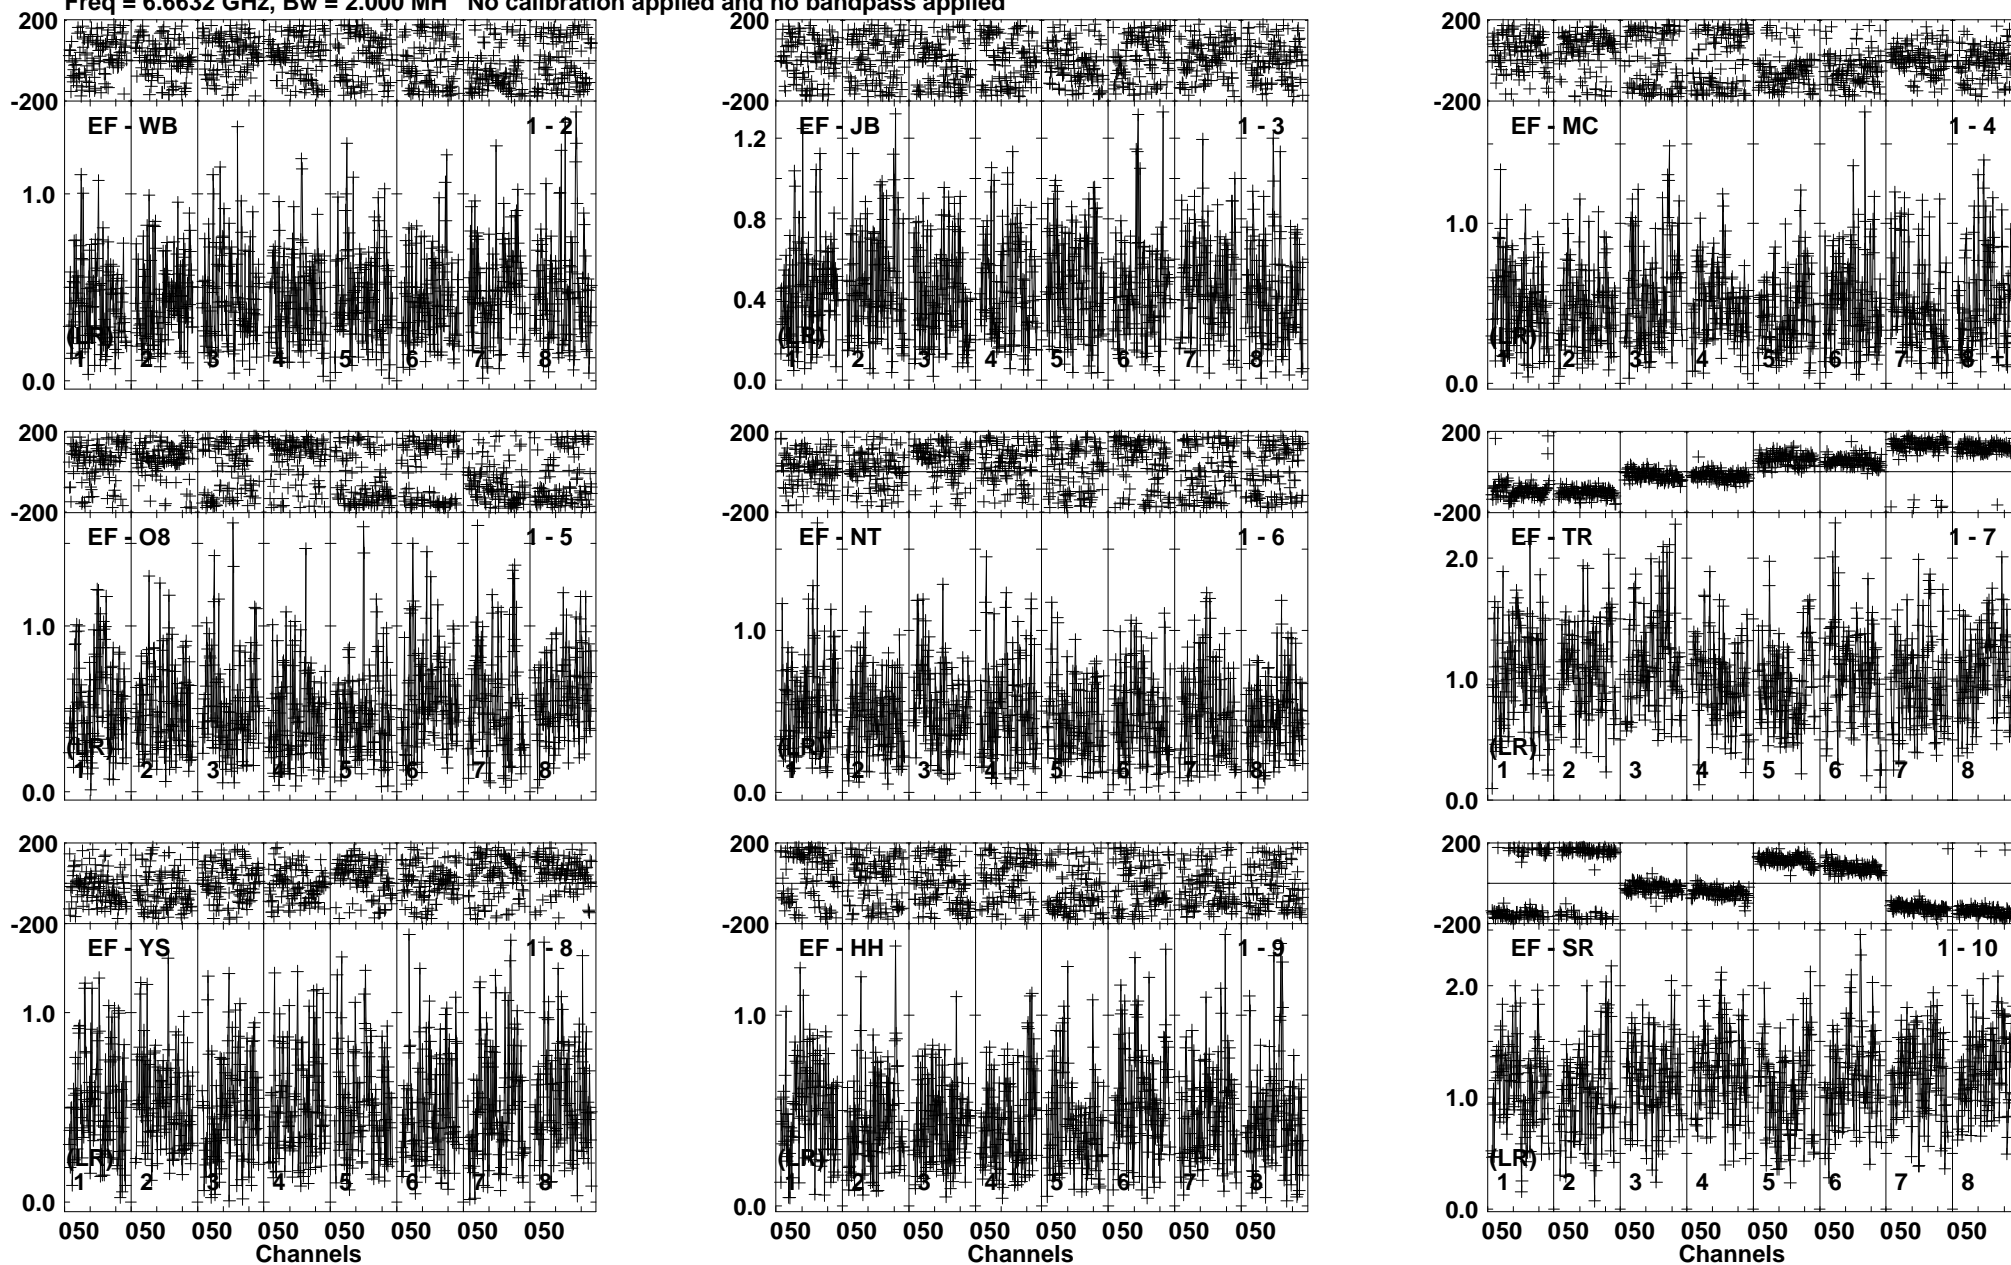 Freq = 6.6632 GHz, Bw = 2.000 MH No calibration applied and no bandpass applied
200 200 200
-200 -200 -200
EF - WB 1 - 2 EF - JB 1 - 3 EF - MC 1 - 4
1.0 1.2 1.0
0.8
0.4
(LR) (LR) (LR)
1 2 3 4 5 6 7 8 1 2 3 4 5 6 7 8 1 2 3 4 5 6 7 8
0.0 0.0 0.0
200 200 200
-200 -200 -200
EF - O8 1 - 5 EF - NT 1 - 6 EF - TR 1 - 7
2.0
1.0 1.0 1.0
(LR) (LR) (LR)
1 2 3 4 5 6 7 8 1 2 3 4 5 6 7 8 1 2 3 4 5 6 7 8
0.0 0.0 0.0
200 200 200
-200 -200 -200
EF - YS 1 - 8 EF - HH 1 - 9 EF - SR 1 - 10
2.0
1.0 1.0 1.0
(LR) (LR) (LR)
1 2 3 4 5 6 7 8 1 2 3 4 5 6 7 8 1 2 3 4 5 6 7 8
0.0 0.0 0.0
050 050 050 050 050 050 050 050 050 050 050 050 050 050 050 050 050 050 050 050 050 050 050 050
Channels Channels Channels